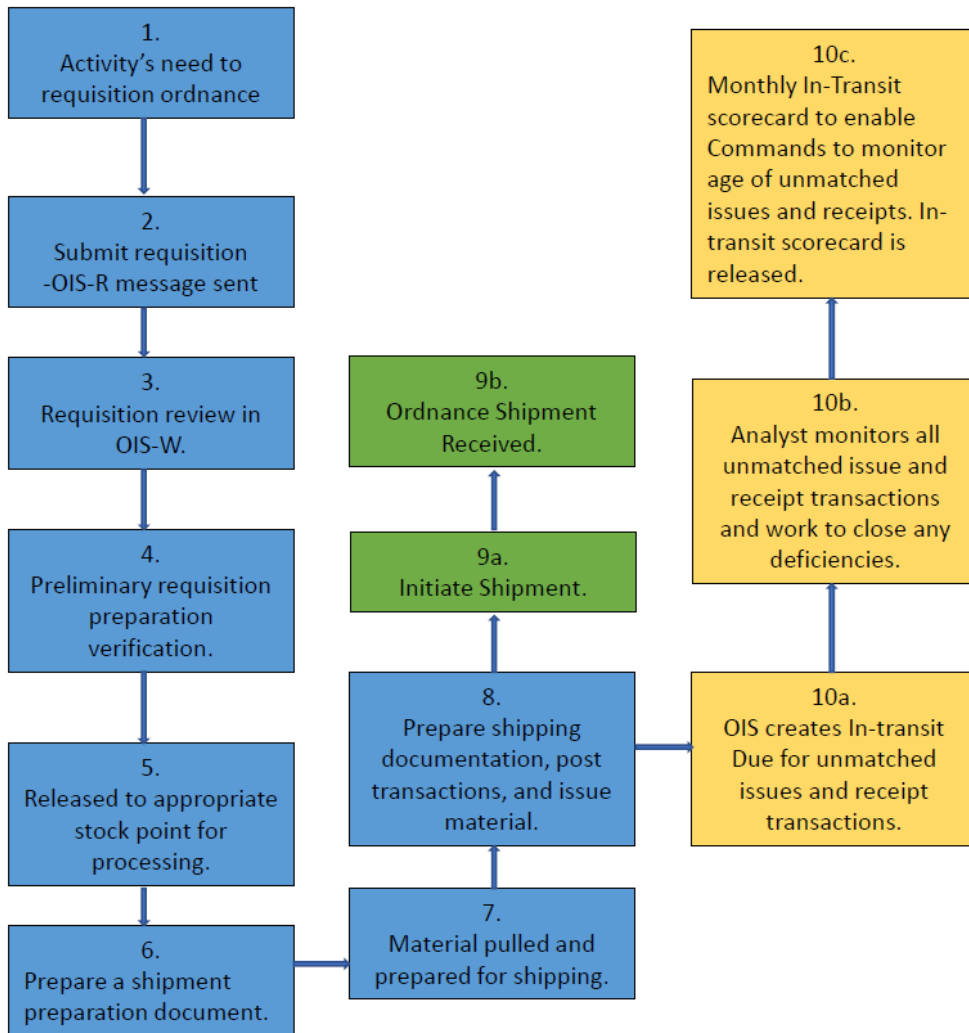 1.
Activity's need to
requisition ordnance
2.
Submit requisition
-OIS-R message sent
3.
Requisition review in
OIS-W.
4.
Preliminary requisition
preparation
verification.
5.
Released to appropriate
stock point for
processing.
6.
Prepare a shipment
preparation document.
7.
Material pulled and
prepared for shipping.
8.
Prepare shipping
documentation, post
transactions, and issue
material.
9a.
Initiate Shipment.
9b.
Ordnance Shipment
Received.
10a.
OIS creates In-transit
Due for unmatched
issues and receipt
transactions.
10b.
Analyst monitors all
unmatched issue and
receipt transactions
and work to close any
deficiencies.
10c.
Monthly In-Transit
scorecard to enable
Commands to monitor
age of unmatched
issues and receipts. In-
transit scorecard is
released.